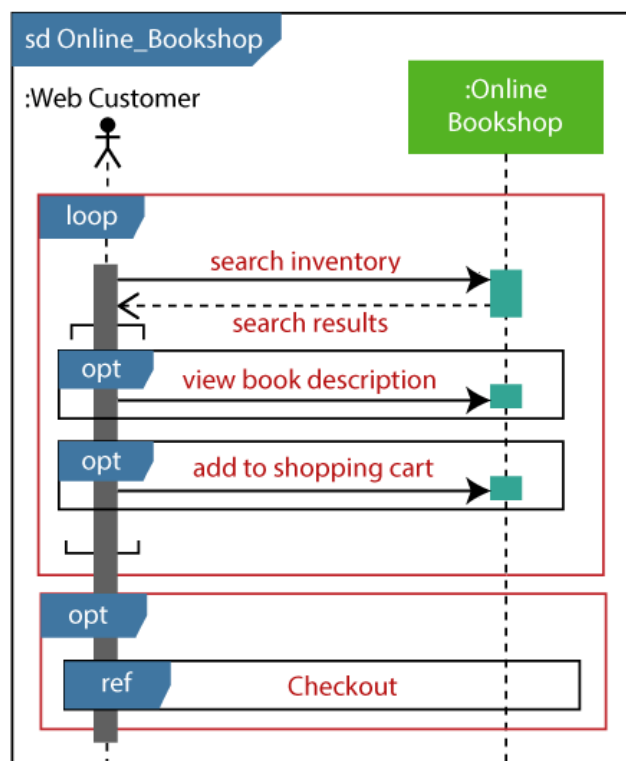 sd Online_Bookshop
:Web Customer
:Online
Bookshop
loop
search inventory
search results
opt
view book description
opt
add to shopping cart
opt
ref
Checkout